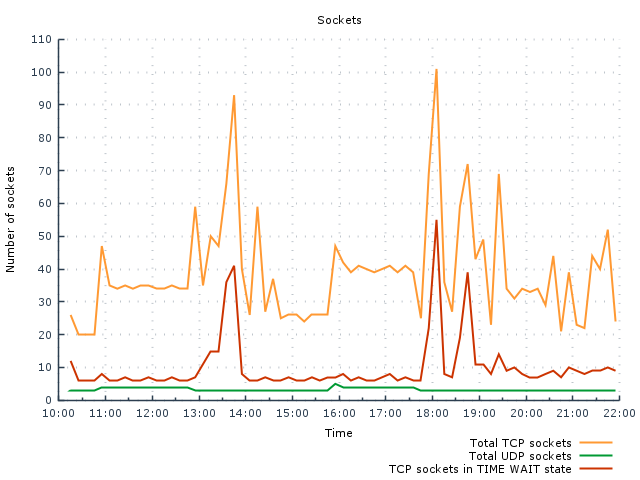 Sockets
110
100
90
80
70
60
50
40
30
20
10
0
Number of sockets
10:00 11:00 12:00 13:00 14:00 15:00 16:00 17:00 18:00 19:00 20:00 21:00 22:00
Time
Total TCP sockets
Total UDP sockets
TCP sockets in TIME WAIT state